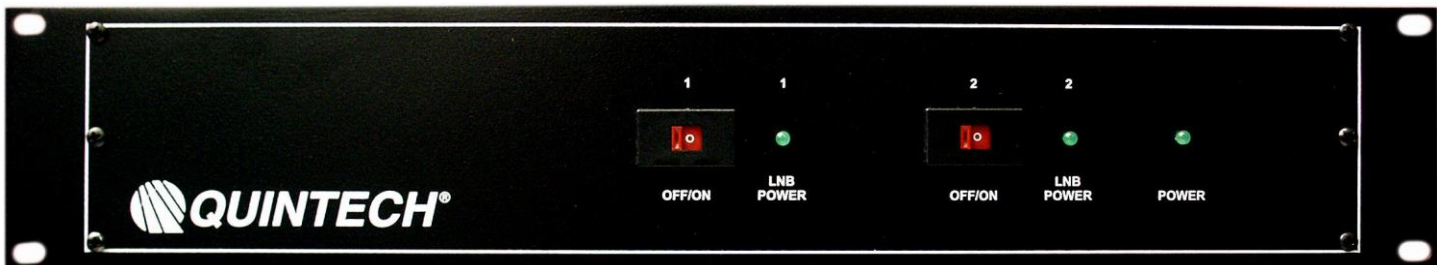 1 1 2 2
OFF/ON LNB POWER OFF/ON LNB POWER POWER
QUINTECH®